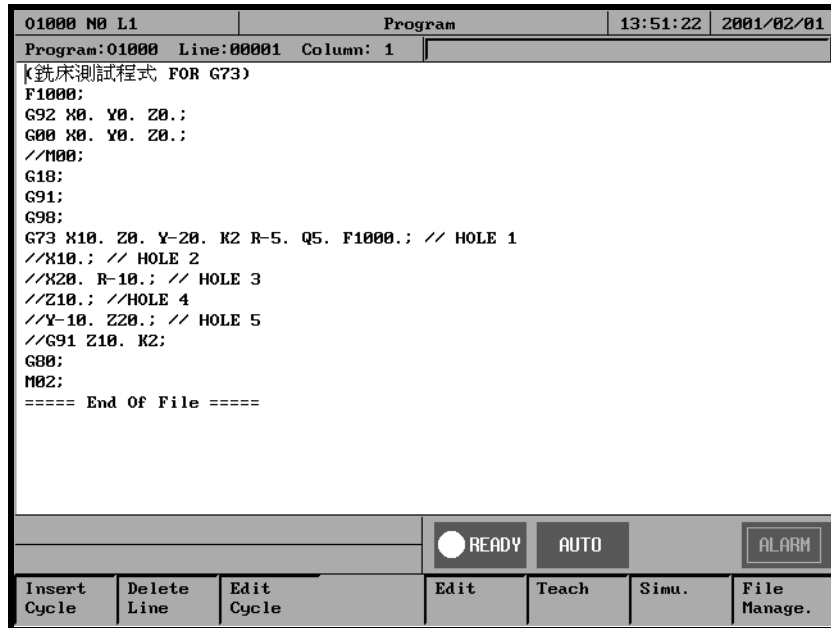 O1000 N0 L1 Program 13:51:22 2001/02/01
Program:O1000 Line:00001 Column: 1
(銑床測試程式 FOR G73)
F1000;
G92 X0. Y0. Z0.;
G00 X0. Y0. Z0.;
//M00;
G18;
G91;
G98;
G73 X10. Z0. Y-20. K2 R-5. Q5. F1000.; // HOLE 1
//X10.; // HOLE 2
//X20. R-10.; // HOLE 3
//Z10.; //HOLE 4
//Y-10. Z20.; // HOLE 5
//G91 Z10. K2;
G80;
M02;
===== End Of File =====
READY AUTO ALARM
Insert Cycle Delete Line Edit Cycle Edit Teach Simu. File Manage.